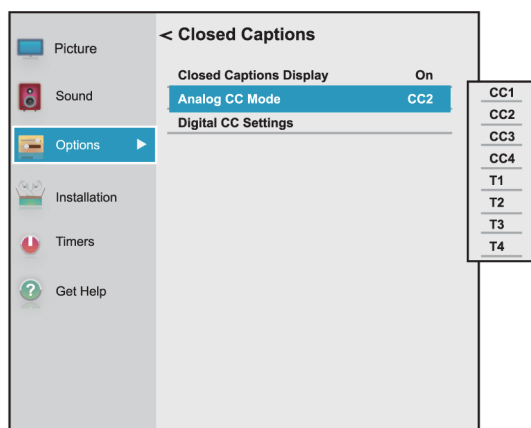 Picture
Sound
Options
Installation
Timers
Get Help
< Closed Captions
Closed Captions Display On
Analog CC Mode CC2
Digital CC Settings
CC1
CC2
CC3
CC4
T1
T2
T3
T4